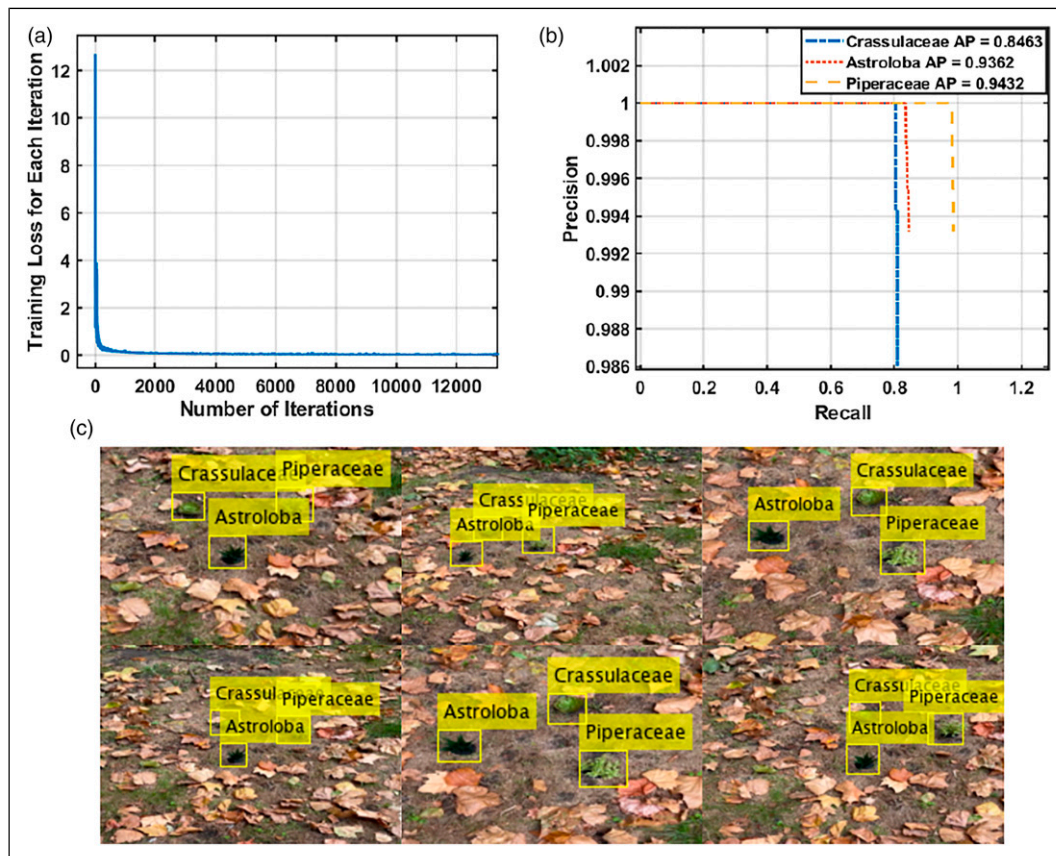 (a)
12
10
8
6
4
2
0
Training Loss for Each Iteration
0 2000 4000 6000 8000 10000 12000
Number of Iterations
(b)
Crassulaceae AP = 0.8463
Astroloba AP = 0.9362
Piperaceae AP = 0.9432
1.002
1
0.998
0.996
0.994
0.992
0.99
0.988
0.986
Precision
0 0.2 0.4 0.6 0.8 1 1.2
Recall
(c)
Crassulaceae
Piperaceae
Astroloba
Crassulaceae
Piperaceae
Astroloba
Crassulaceae
Astroloba
Piperaceae
Crassulaceae
Piperaceae
Astroloba
Crassulaceae
Astroloba
Piperaceae
Crassulaceae
Piperaceae
Astroloba